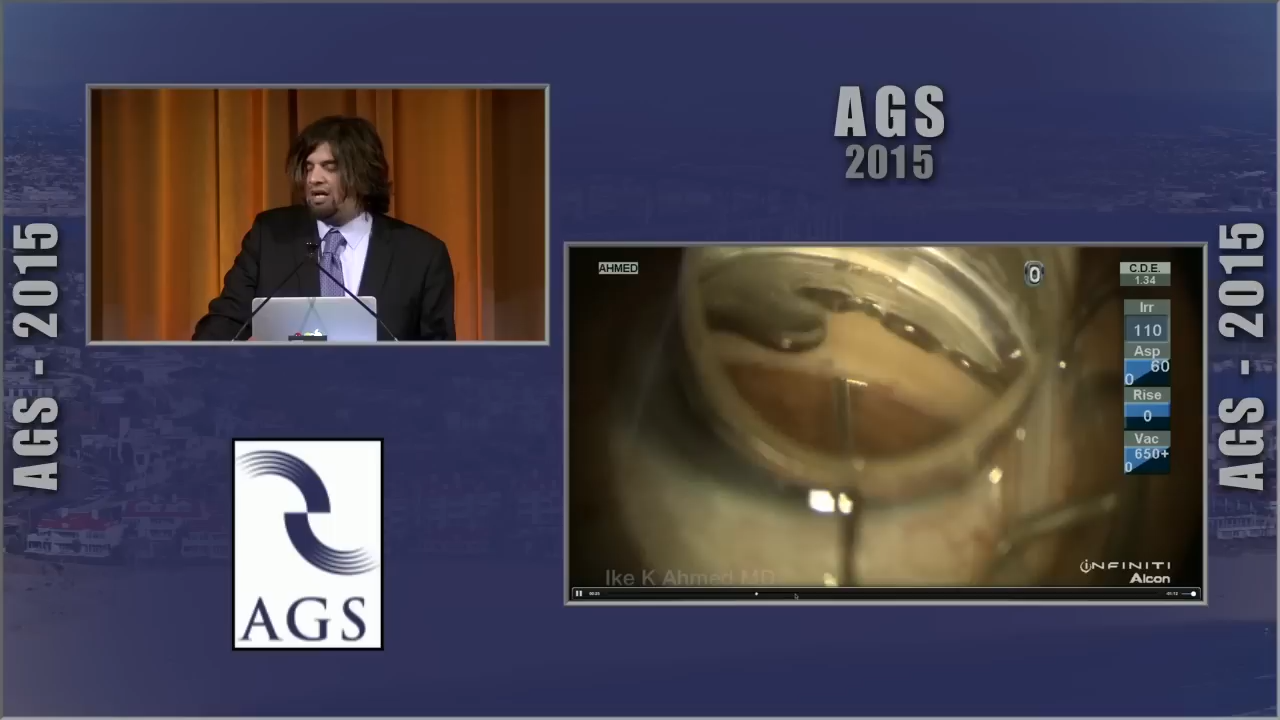 AGS
2015
AGS - 2015
AGS - 2015
AHMED
0
C.D.E.
1.34
Irr
110
Asp
60
0
Rise
0
Vac
650+
0
Ike K Ahmed MD
iNFINITI
Alcon
AGS